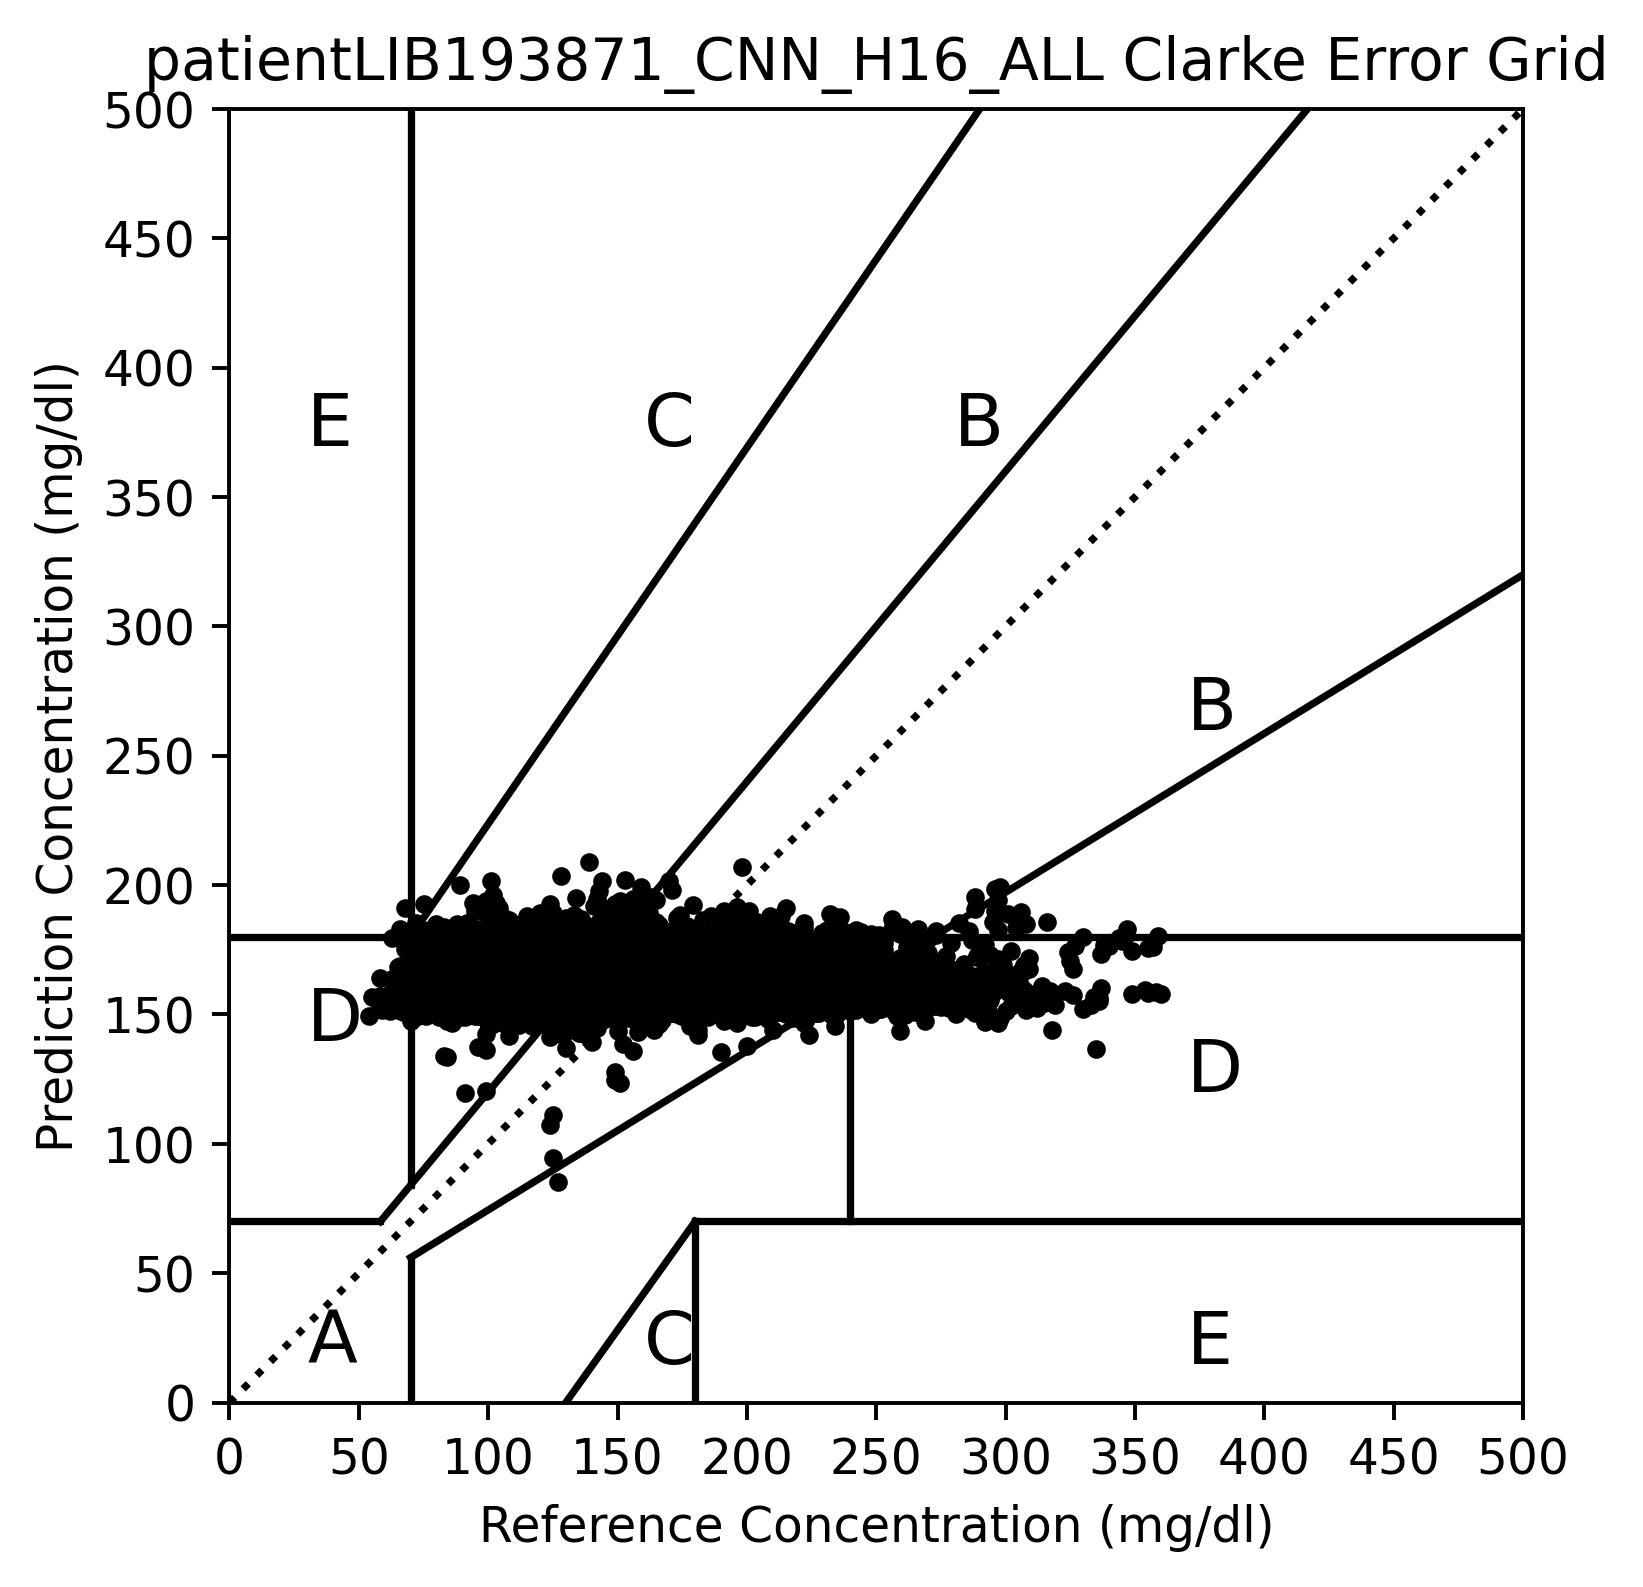 patientLIB193871_CNN_H16_ALL Clarke Error Grid
500
450
400
350
300
250
200
150
100
50
0
Prediction Concentration (mg/dl)
E
C
B
B
D
D
A
C
E
0 50 100 150 200 250 300 350 400 450 500
Reference Concentration (mg/dl)